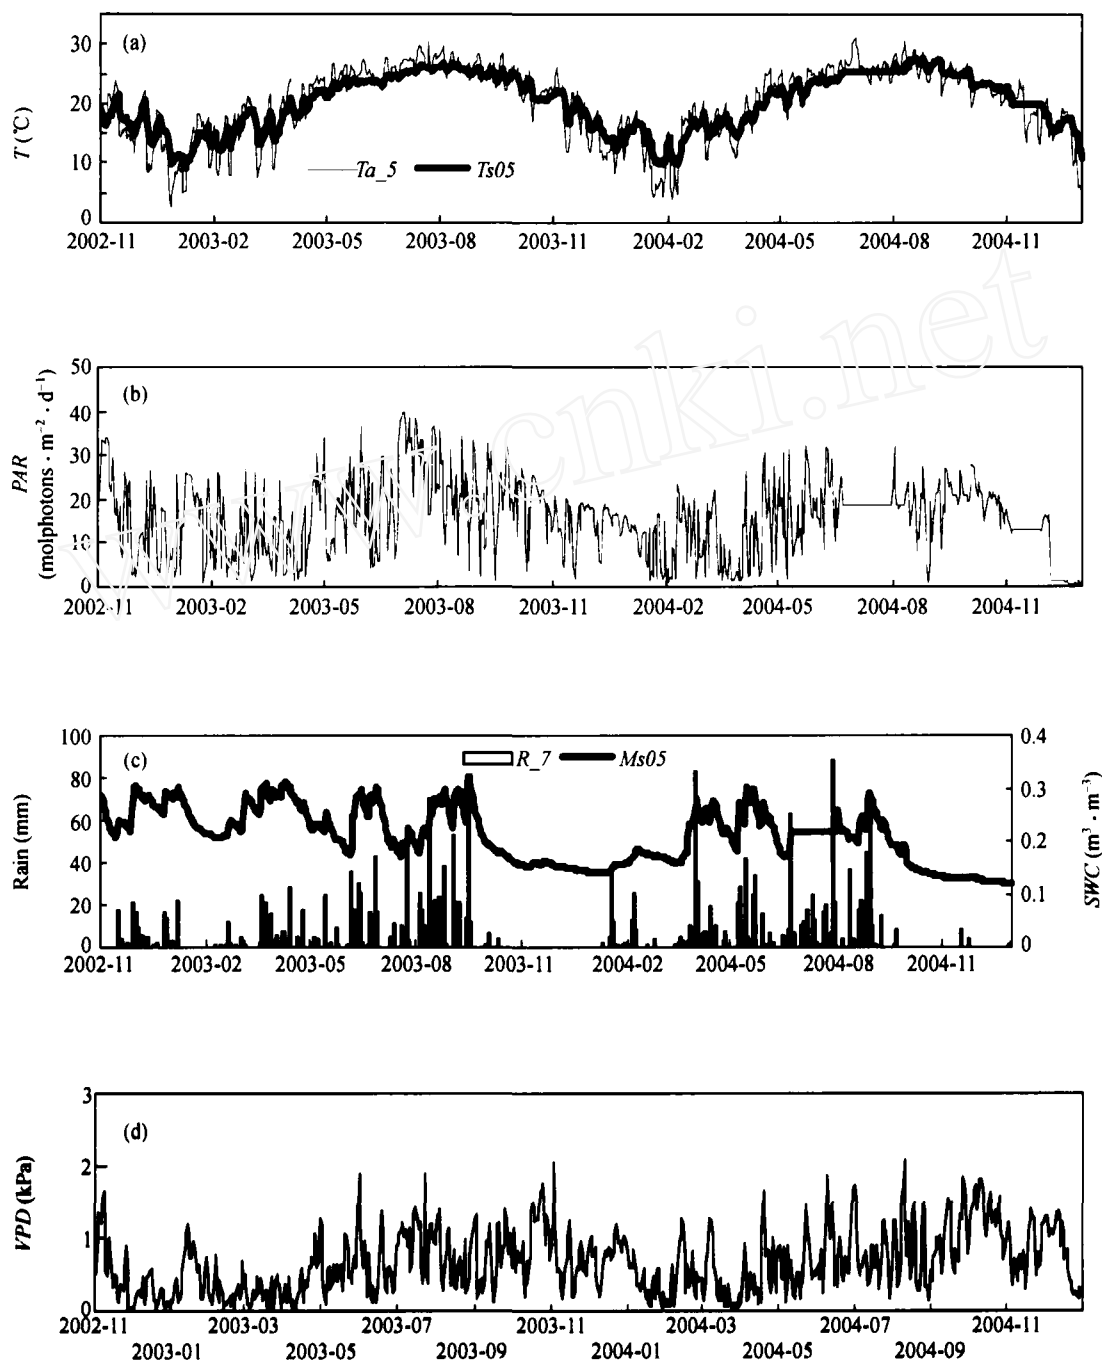 (a)
T (℃)
30
20
10
0
Ta_5 Ts05
2002-11 2003-02 2003-05 2003-08 2003-11 2004-02 2004-05 2004-08 2004-11
(b)
PAR
(molphotons · m⁻² · d⁻¹)
50
40
30
20
10
0
2002-11 2003-02 2003-05 2003-08 2003-11 2004-02 2004-05 2004-08 2004-11
www.cnki.net
(c)
R_7 Ms05
Rain (mm)
100
80
60
40
20
0
0.4
0.3
0.2
0.1
0
SWC (m³ · m⁻³)
2002-11 2003-02 2003-05 2003-08 2003-11 2004-02 2004-05 2004-08 2004-11
(d)
VPD (kPa)
3
2
1
0
2002-11 2003-03 2003-07 2003-11 2004-04 2004-07 2004-11
2003-01 2003-05 2003-09 2004-01 2004-05 2004-09